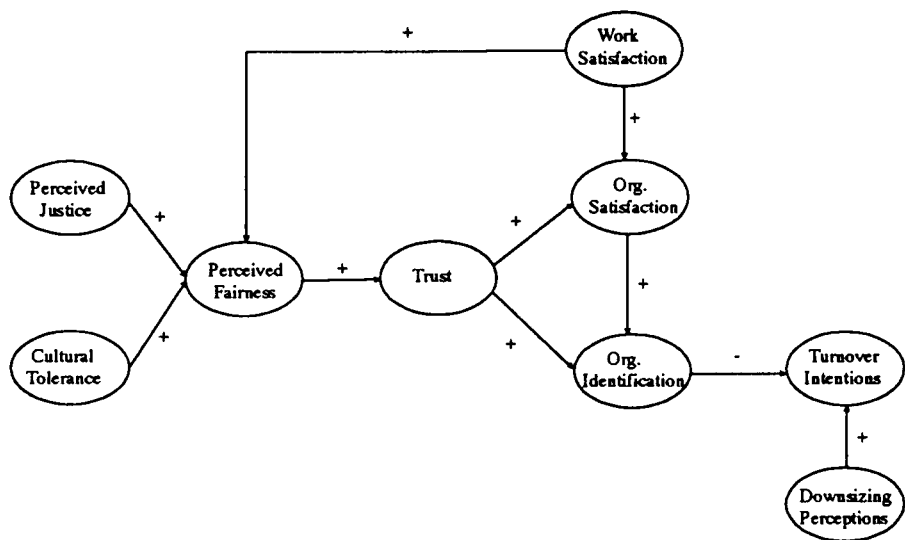 +
Work
Satisfaction
+
Perceived
Justice
Org.
Satisfaction
+
+
Perceived
Fairness
+
Trust
+
+
+
Cultural
Tolerance
Org.
Identification
-
Turnover
Intentions
+
Downsizing
Perceptions